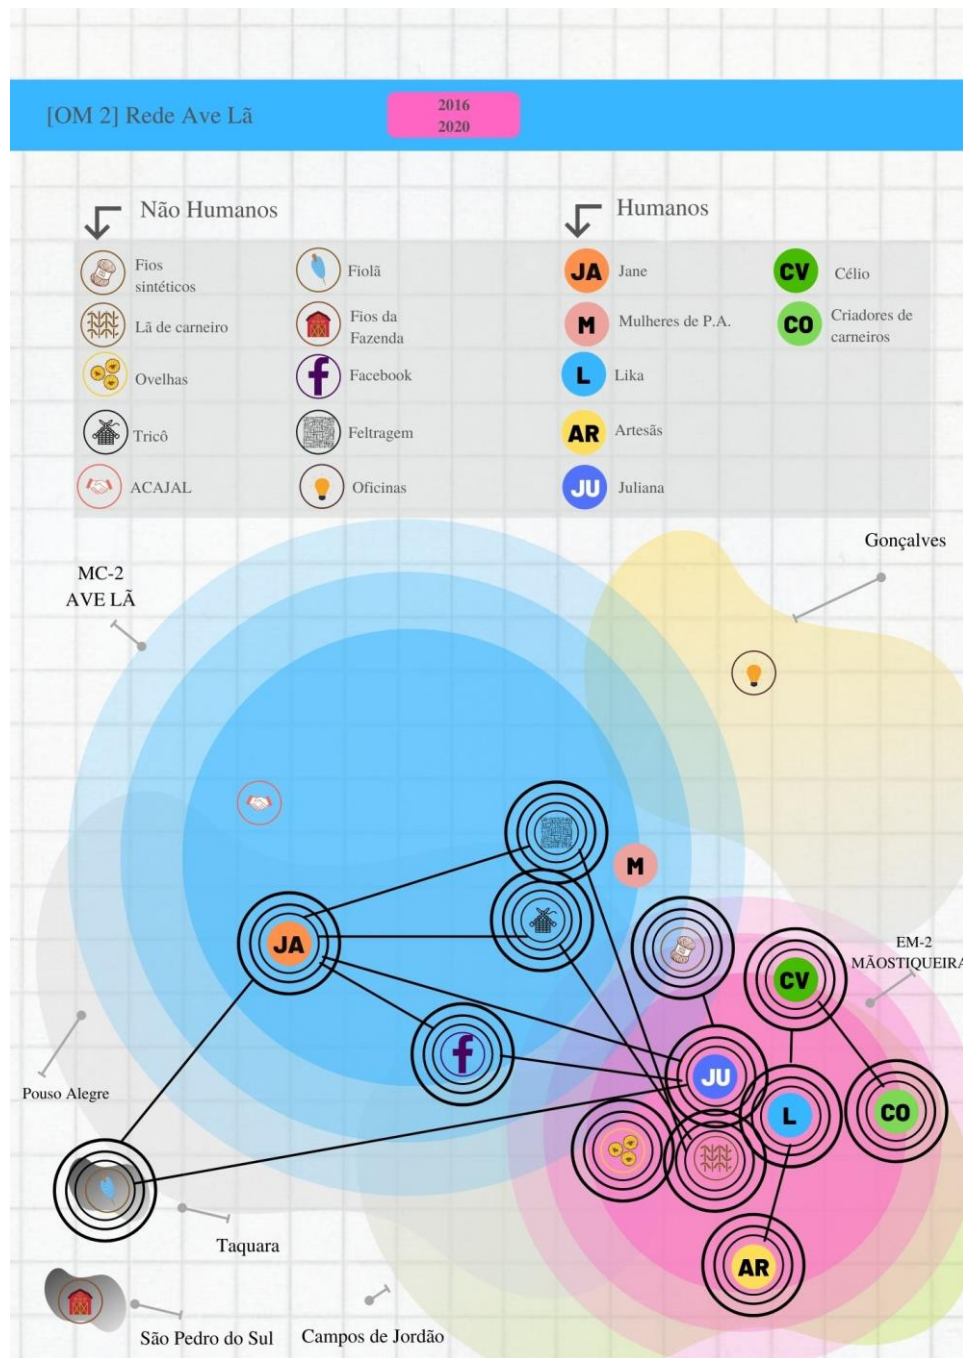 [OM 2] Rede Ave Lã
2016
2020
Não Humanos
Humanos
Fios
sintéticos
Fiolã
JA
Jane
CV
Célio
Lã de carneiro
Fios da
Fazenda
M
Mulheres de P.A.
CO
Criadores de
carneiros
Ovelhas
f
Facebook
L
Lika
Tricô
Feltragem
AR
Artesãs
ACAJAL
Oficinas
JU
Juliana
Gonçalves
MC-2
AVE LÃ
M
JA
EM-2
MÃOSTIQUEIRA
CV
f
JU
Pouso Alegre
L
CO
Taquara
AR
São Pedro do Sul
Campos de Jordão